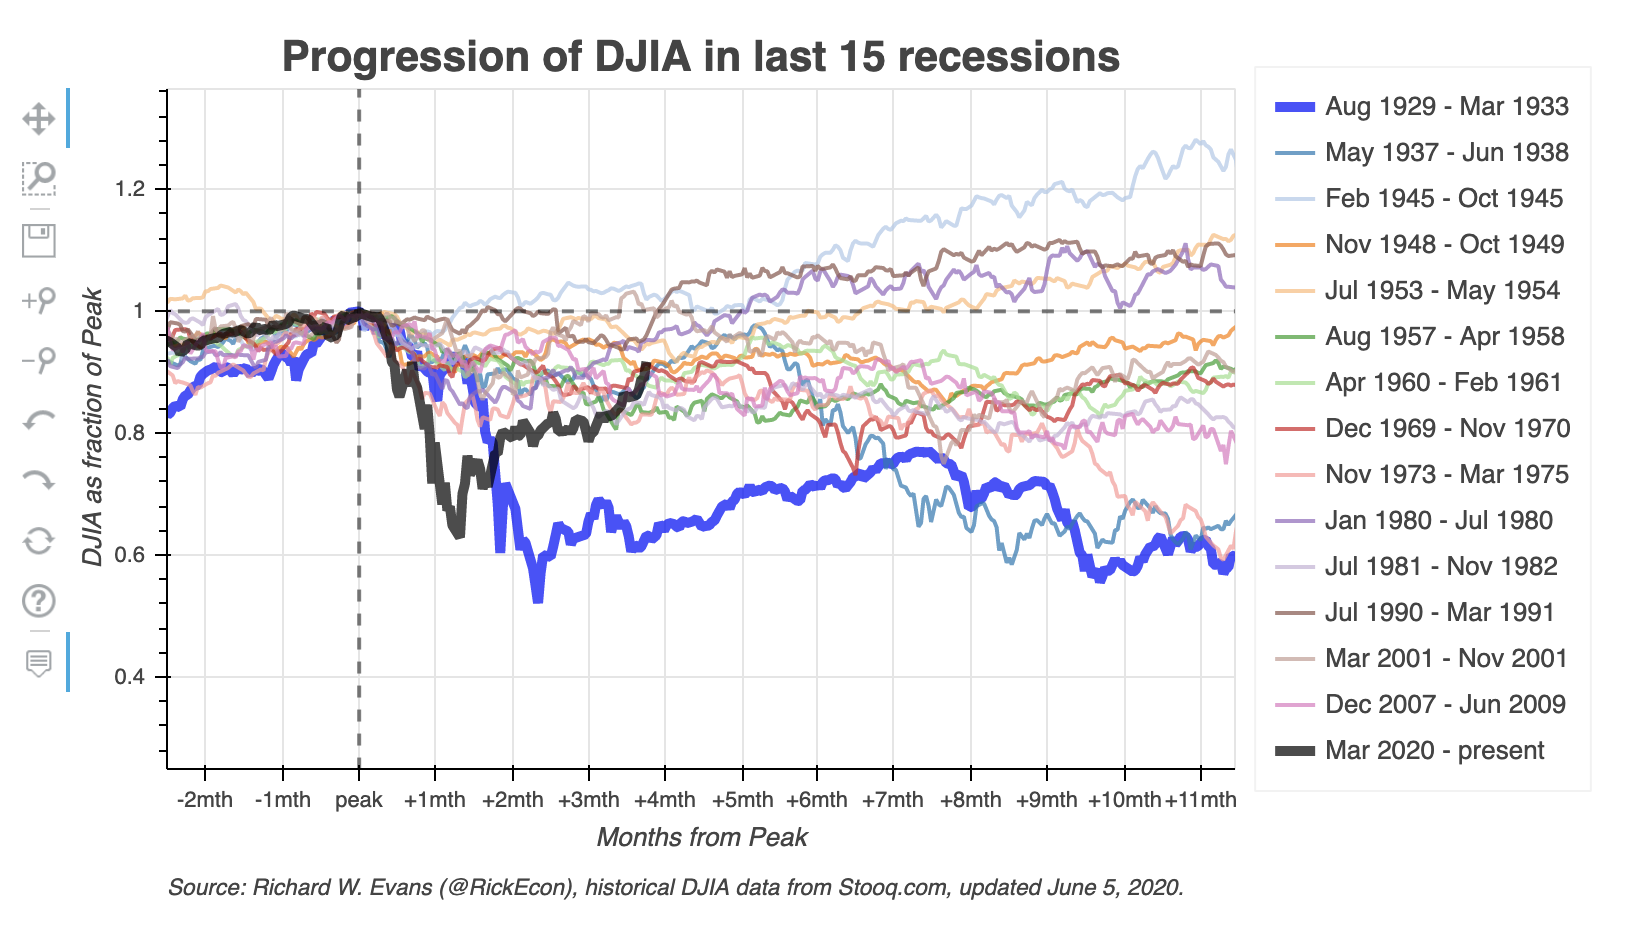 Progression of DJIA in last 15 recessions
DJIA as fraction of Peak
1.2
1
0.8
0.6
0.4
-2mth -1mth peak +1mth +2mth +3mth +4mth +5mth +6mth +7mth +8mth +9mth +10mth +11mth
Months from Peak
Aug 1929 - Mar 1933
May 1937 - Jun 1938
Feb 1945 - Oct 1945
Nov 1948 - Oct 1949
Jul 1953 - May 1954
Aug 1957 - Apr 1958
Apr 1960 - Feb 1961
Dec 1969 - Nov 1970
Nov 1973 - Mar 1975
Jan 1980 - Jul 1980
Jul 1981 - Nov 1982
Jul 1990 - Mar 1991
Mar 2001 - Nov 2001
Dec 2007 - Jun 2009
Mar 2020 - present
Source: Richard W. Evans (@RickEcon), historical DJIA data from Stooq.com, updated June 5, 2020.